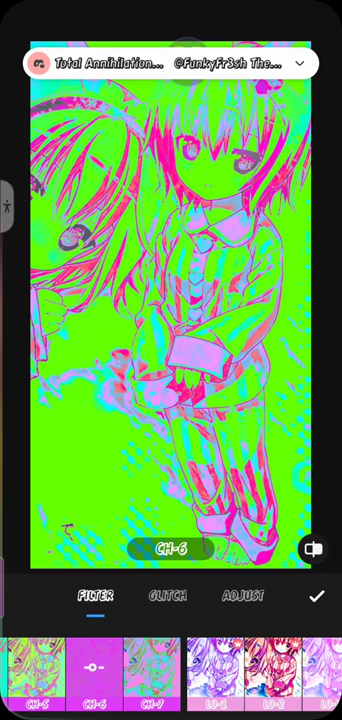 Total Annihilation... @FunkyFr3sh The...
CH-6
FILTER GLITCH ADJUST
CH-5 CH-6 CH-7 LO-1 LO-2 LO-